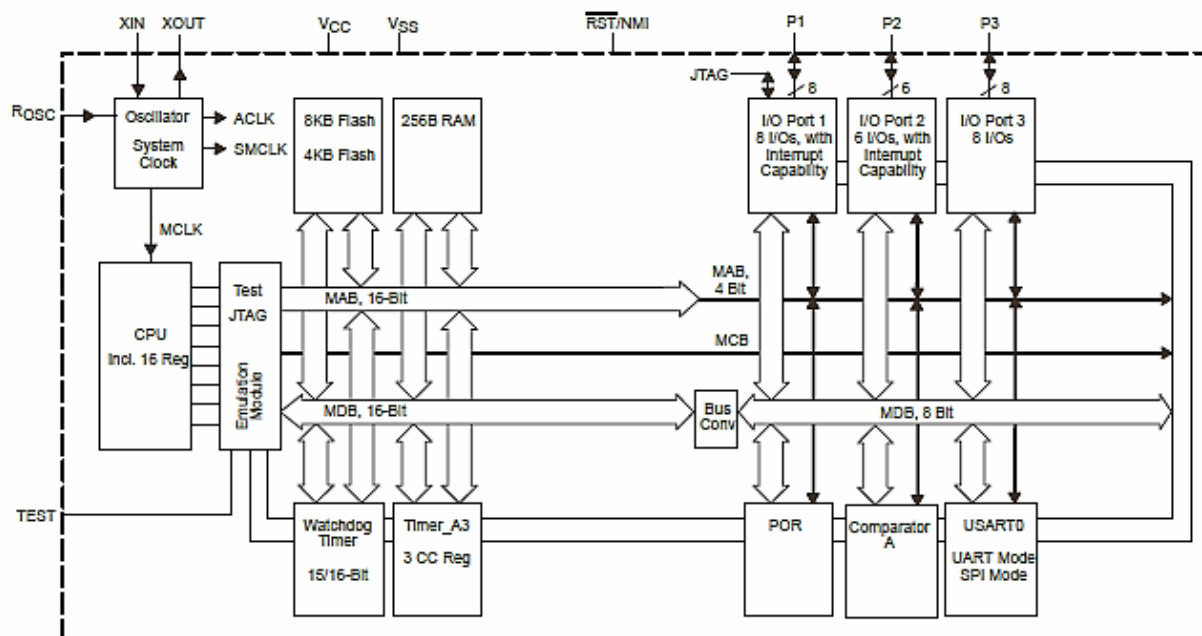 XIN
XOUT
VCC
VSS
RST/NMI
P1
P2
P3
JTAG
8
6
8
ROSC
Oscillator
System
Clock
ACLK
SMCLK
8KB Flash
4KB Flash
256B RAM
I/O Port 1
8 I/Os, with
Interrupt
Capability
I/O Port 2
6 I/Os, with
Interrupt
Capability
I/O Port 3
8 I/Os
MCLK
CPU
Incl. 16 Reg
Test
JTAG
Emulation
Module
MAB, 16-Bit
MAB,
4 Bit
MCB
MDB, 16-Bit
Bus
Conv
MDB, 8 Bit
TEST
Watchdog
Timer
15/16-Bit
Timer_A3
3 CC Reg
POR
Comparator
A
USART0
UART Mode
SPI Mode